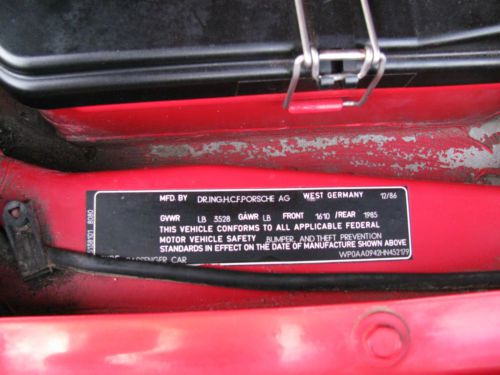 MFD. BY DR.ING.H.C.F.PORSCHE AG WEST GERMANY 12/86
GVWR LB 3528 GAWR LB FRONT 1610 /REAR 1985
THIS VEHICLE CONFORMS TO ALL APPLICABLE FEDERAL
MOTOR VEHICLE SAFETY BUMPER, AND THEFT PREVENTION
STANDARDS IN EFFECT ON THE DATE OF MANUFACTURE SHOWN ABOVE
PASSENGER CAR WP0AA0942HN452179